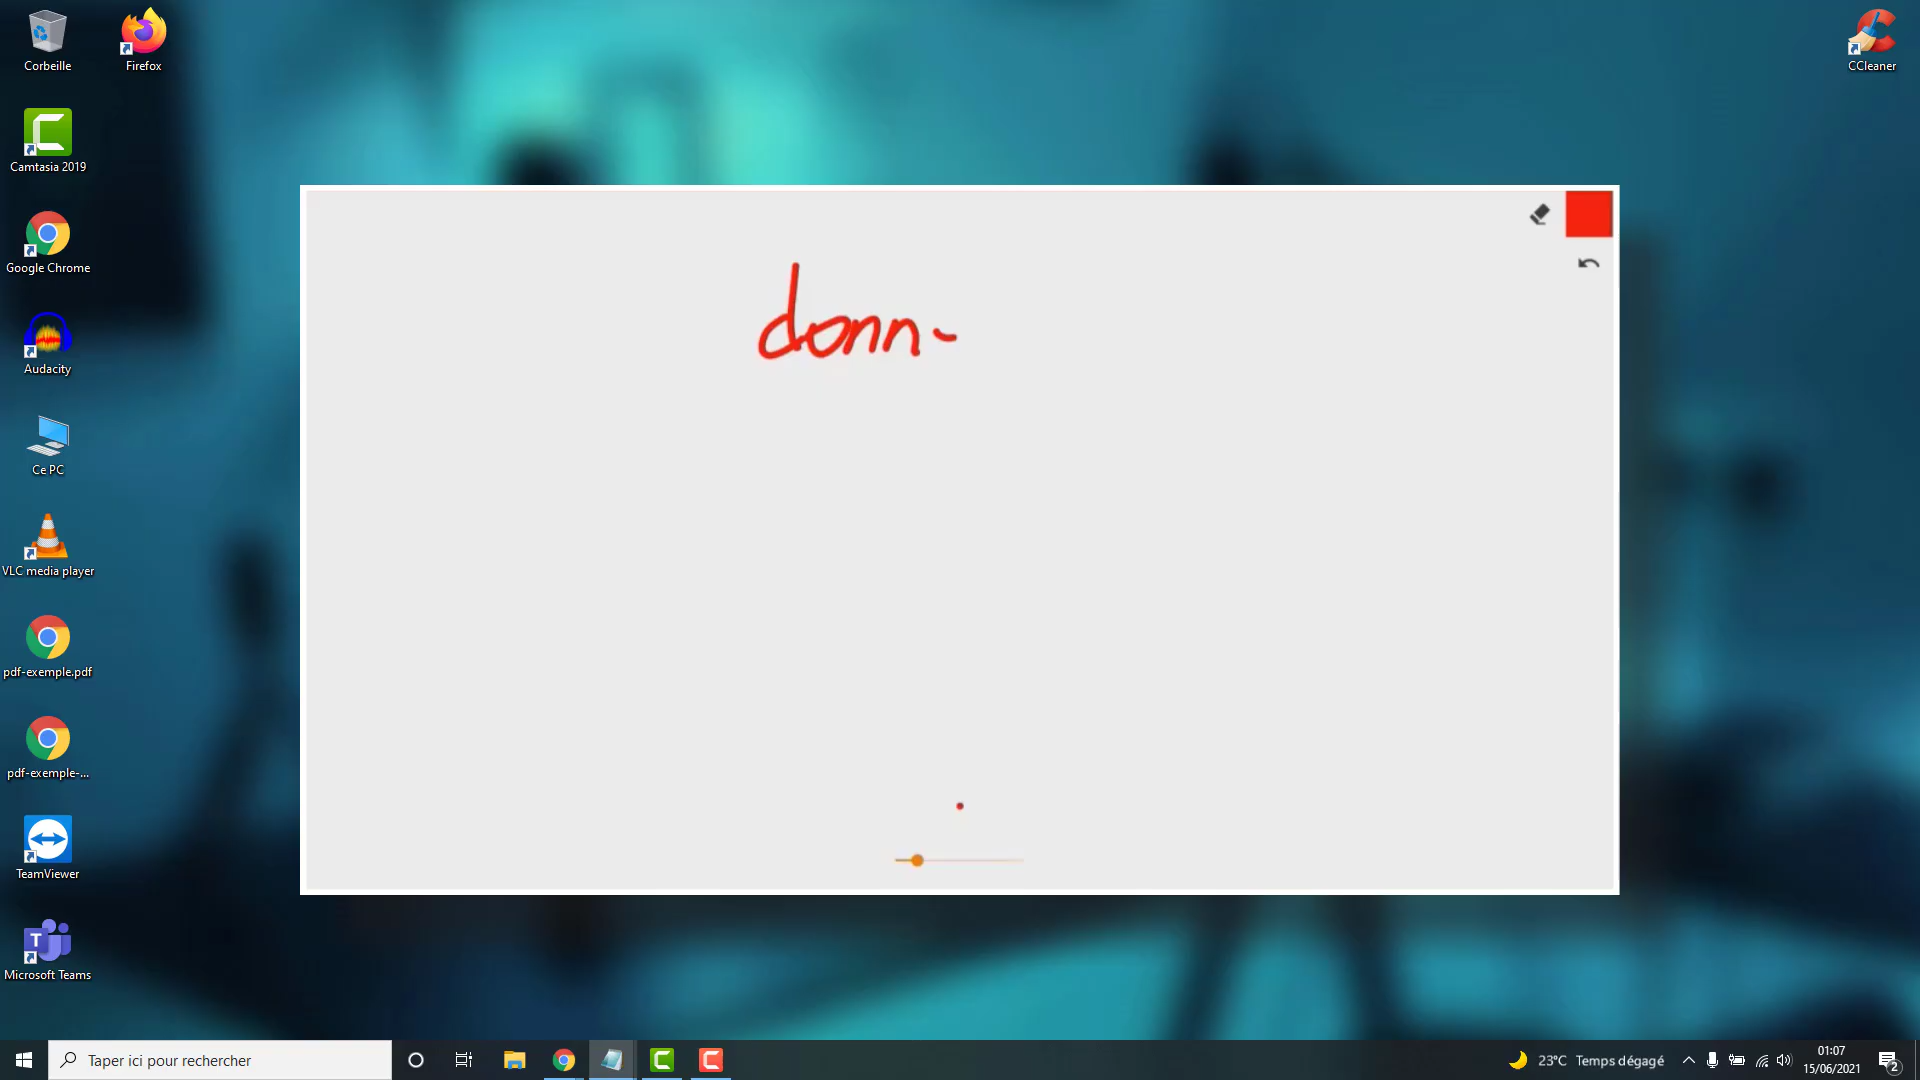 Corbeille
Firefox
CCleaner
Camtasia 2019
Google Chrome
Audacity
Ce PC
VLC media player
pdf-exemple.pdf
pdf-exemple-...
TeamViewer
T
Microsoft Teams
donn
Taper ici pour rechercher
23°C Temps dégagé
01:07
15/06/2021
2